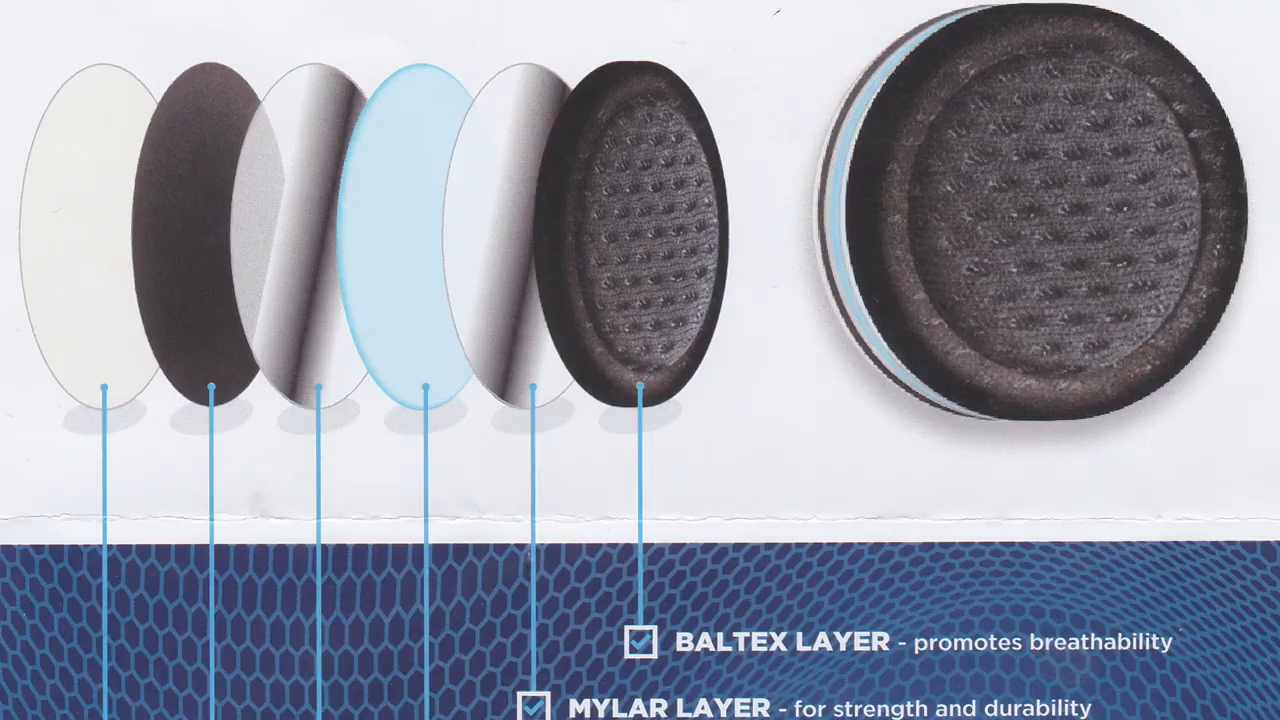 BALTEX LAYER - promotes breathability
MYLAR LAYER - for strength and durability